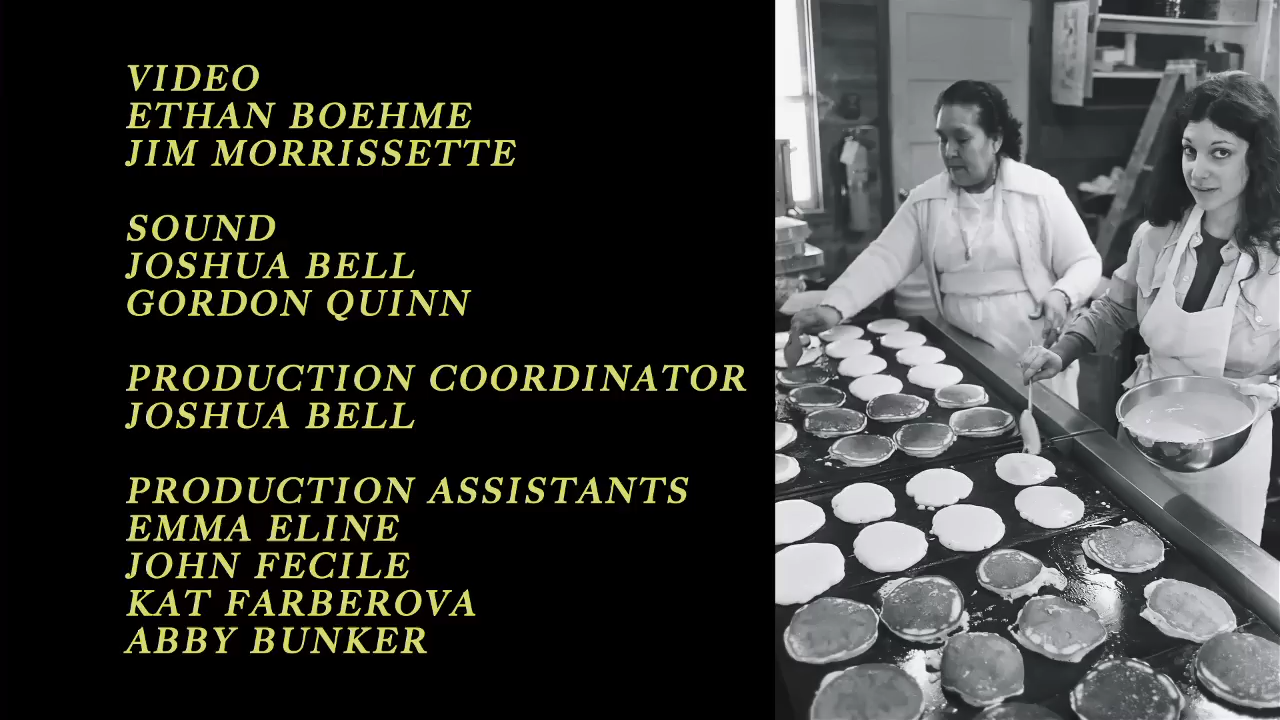 VIDEO
ETHAN BOEHME
JIM MORRISSETTE
SOUND
JOSHUA BELL
GORDON QUINN
PRODUCTION COORDINATOR
JOSHUA BELL
PRODUCTION ASSISTANTS
EMMA ELINE
JOHN FECILE
KAT FARBEROVA
ABBY BUNKER